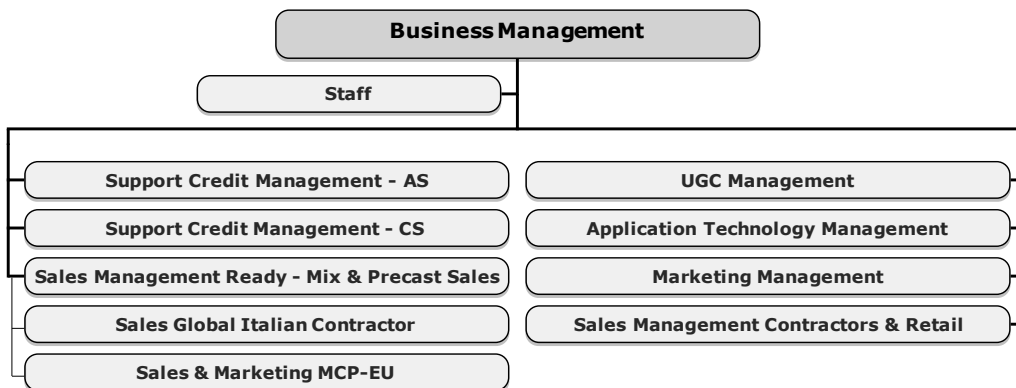 Business Management
Staff
Support Credit Management - AS
Support Credit Management - CS
Sales Management Ready - Mix & Precast Sales
Sales Global Italian Contractor
Sales & Marketing MCP-EU
UGC Management
Application Technology Management
Marketing Management
Sales Management Contractors & Retail